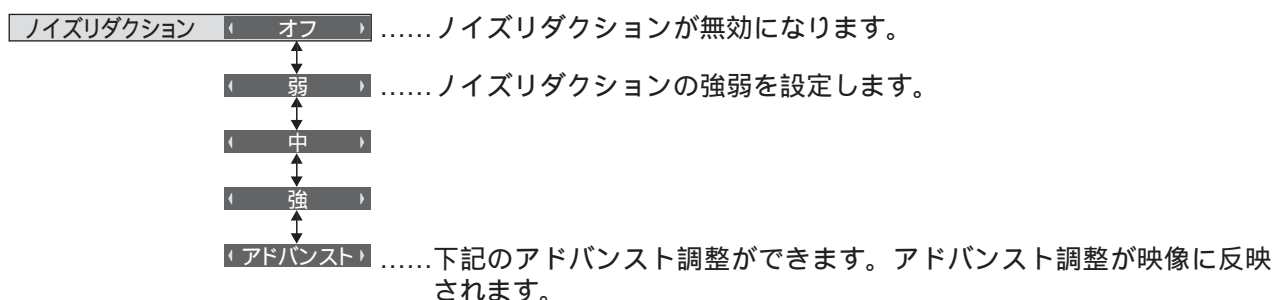 ノイズリダクション オフ ……ノイズリダクションが無効になります。
弱 ……ノイズリダクションの強弱を設定します。
中
強
アドバンスト ……下記のアドバンスト調整ができます。アドバンスト調整が映像に反映
されます。